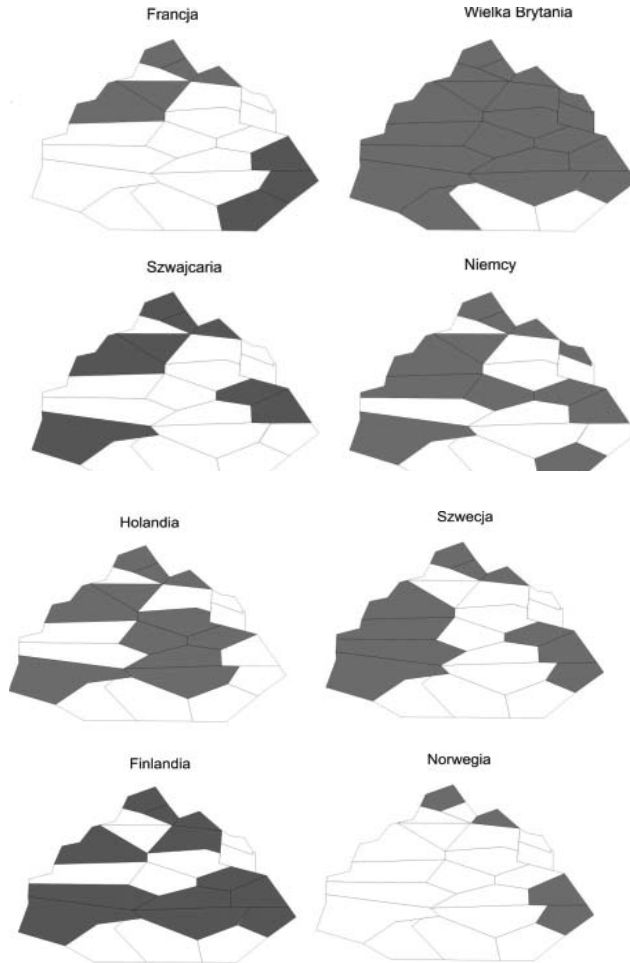 Francja
Wielka Brytania
Szwajcaria
Niemcy
Holandia
Szwecja
Finlandia
Norwegia